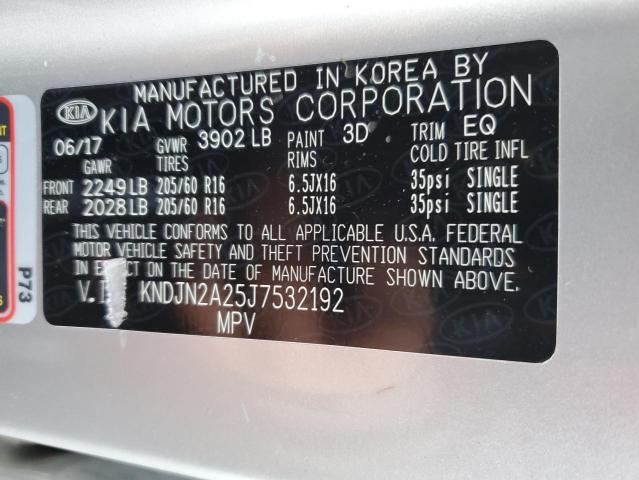 MANUFACTURED IN KOREA BY
KIA KIA MOTORS CORPORATION
06/17 GVWR 3902 LB PAINT 3D TRIM EQ
GAWR TIRES RIMS COLD TIRE INFL
FRONT 2249 LB 205/60 R16 6.5JX16 35psi SINGLE
REAR 2028 LB 205/60 R16 6.5JX16 35psi SINGLE
THIS VEHICLE CONFORMS TO ALL APPLICABLE U.S.A. FEDERAL
MOTOR VEHICLE SAFETY AND THEFT PREVENTION STANDARDS
IN EFFECT ON THE DATE OF MANUFACTURE SHOWN ABOVE.
KNDJN2A25J7532192
MPV
P73